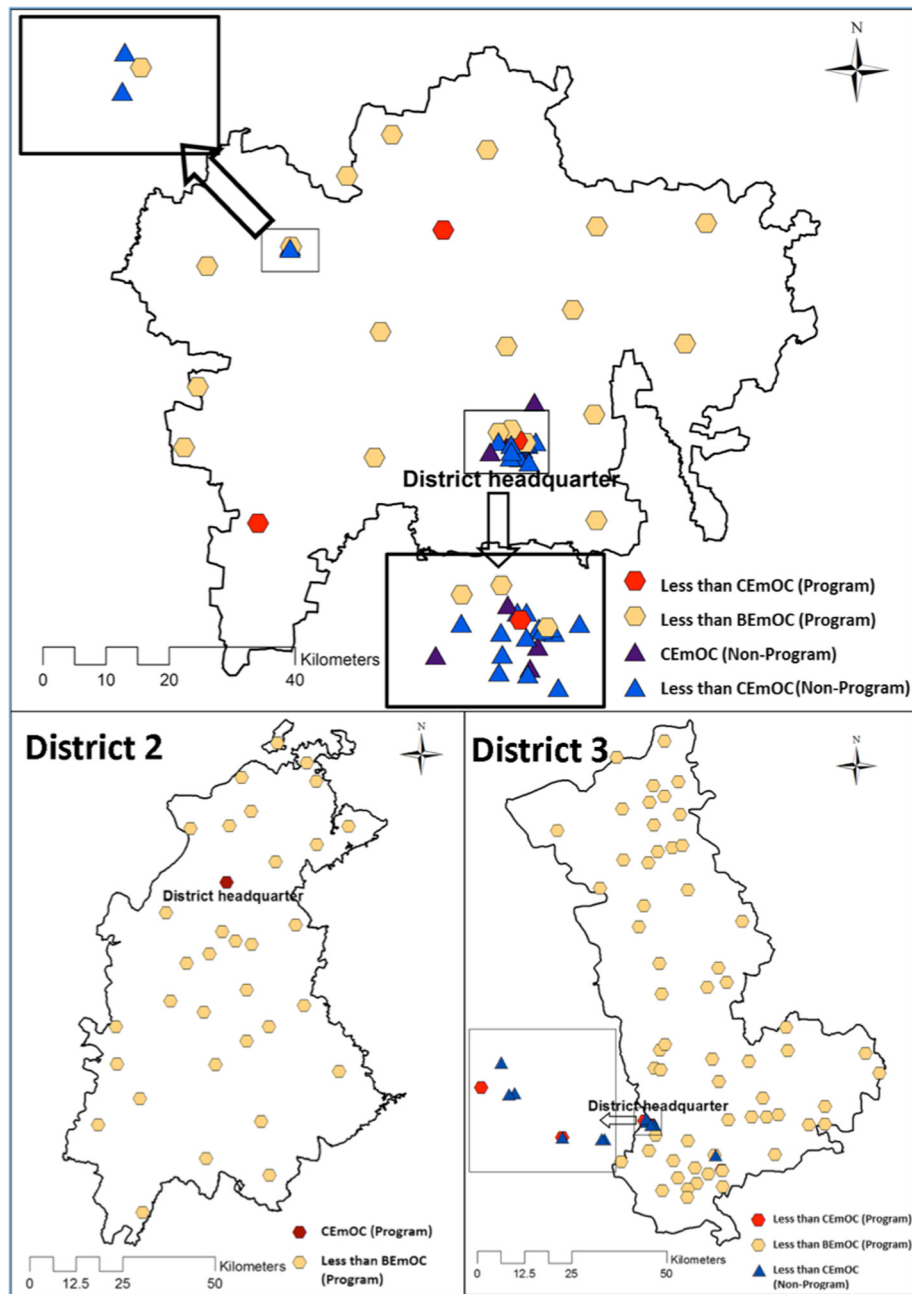 N
District headquarter
Less than CEmOC (Program)
Less than BEmOC (Program)
CEmOC (Non-Program)
Less than CEmOC(Non-Program)
Kilometers
0 10 20 40
District 2
N
District headquarter
CEmOC (Program)
Less than BEmOC
(Program)
Kilometers
0 12.5 25 50
District 3
N
District headquarter
Less than CEmOC (Program)
Less than BEmOC (Program)
Less than CEmOC
(Non-Program)
Kilometers
0 12.5 25 50